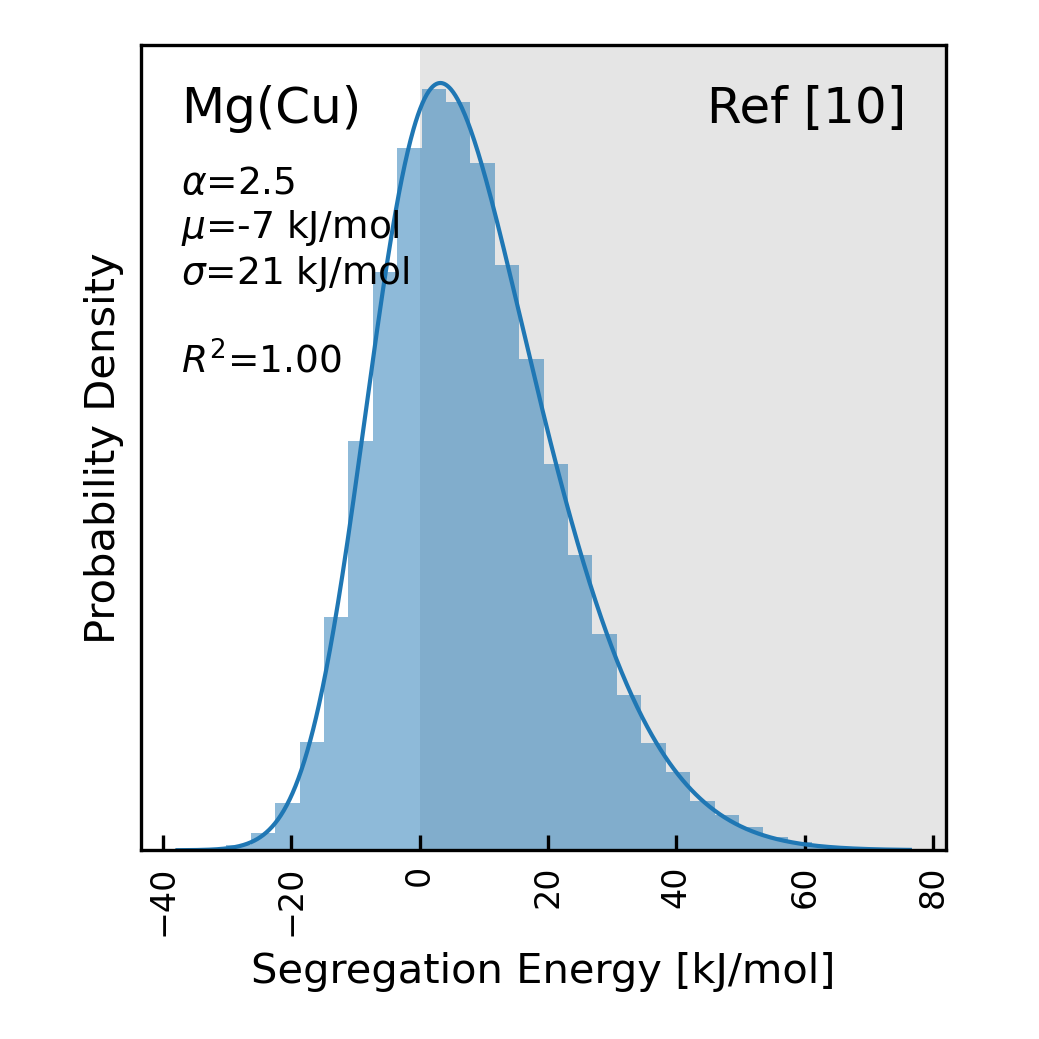 Mg(Cu)
Ref [10]
α=2.5
μ=-7 kJ/mol
σ=21 kJ/mol
R²=1.00
Probability Density
−40
−20
0
20
40
60
80
Segregation Energy [kJ/mol]